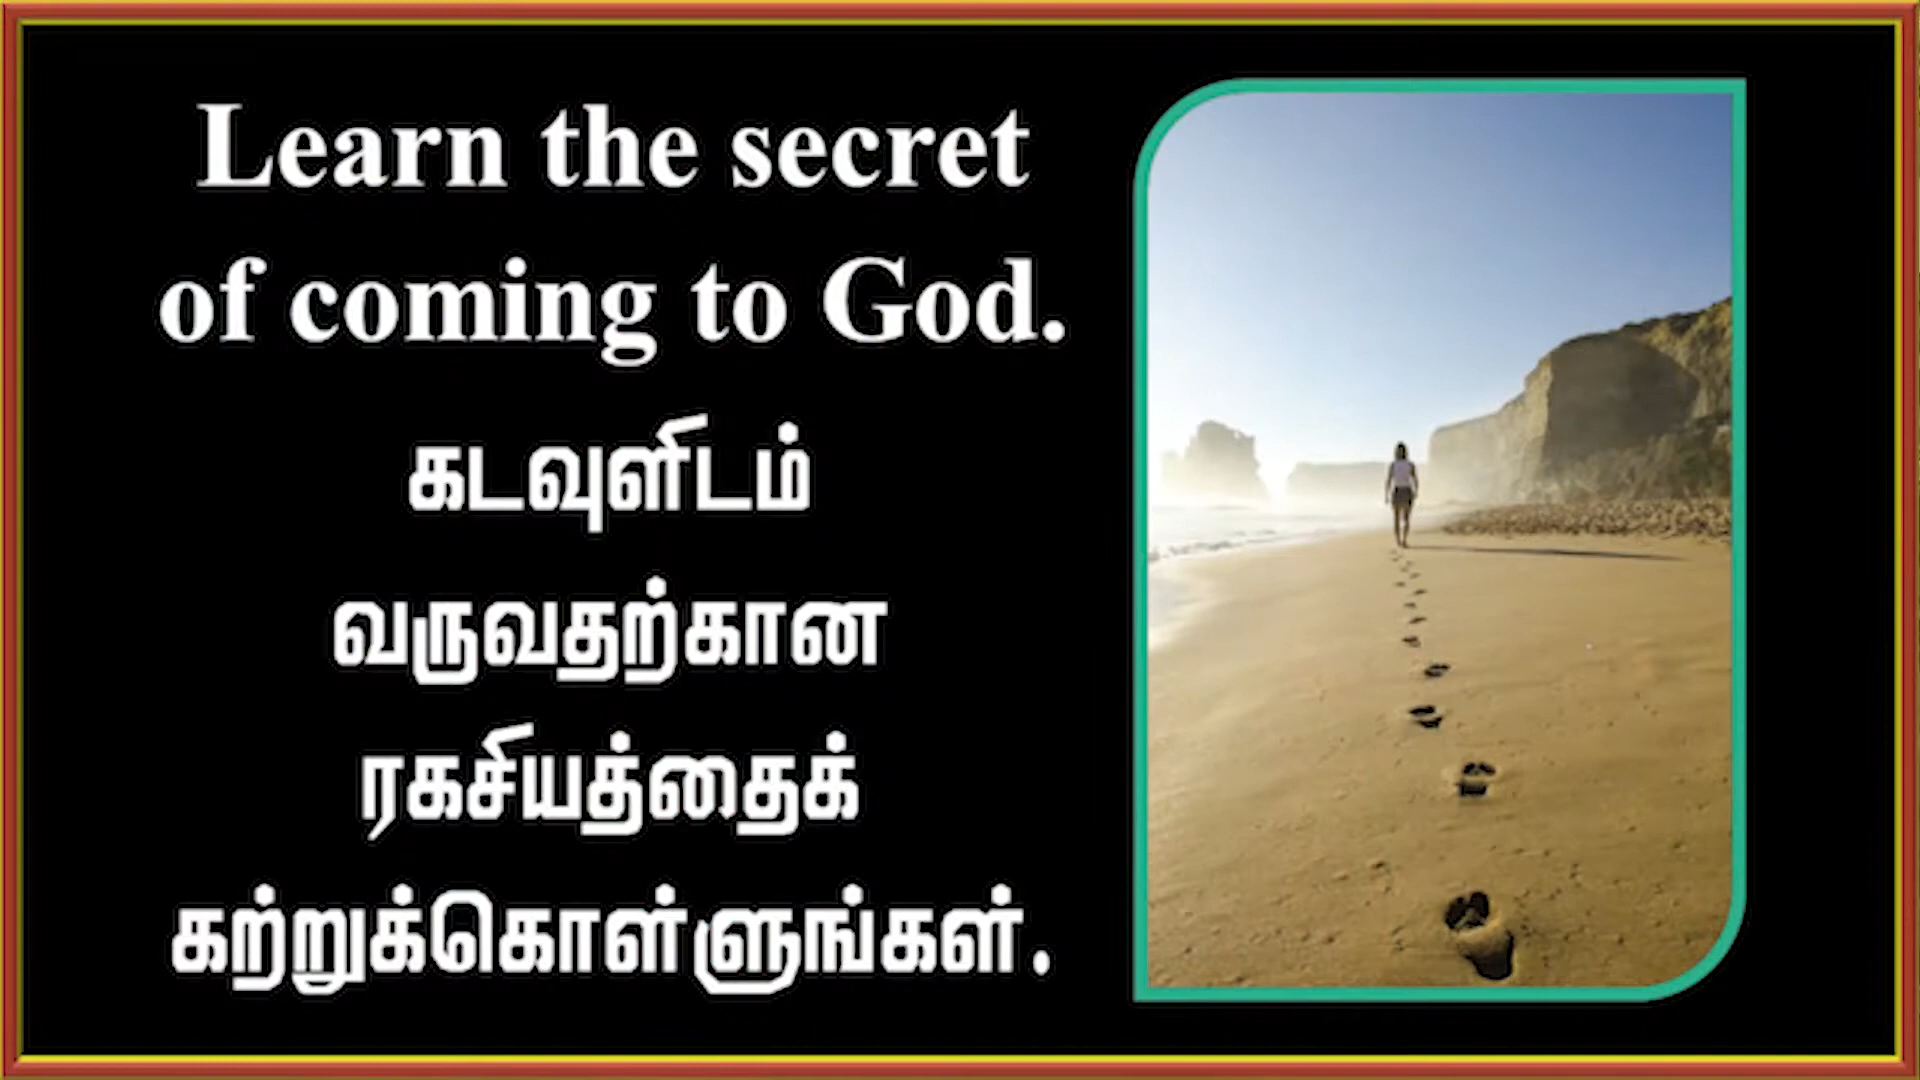 Learn the secret
of coming to God.
கடவுளிடம்
வருவதற்கான
ரகசியத்தைக்
கற்றுக்கொள்ளுங்கள்.